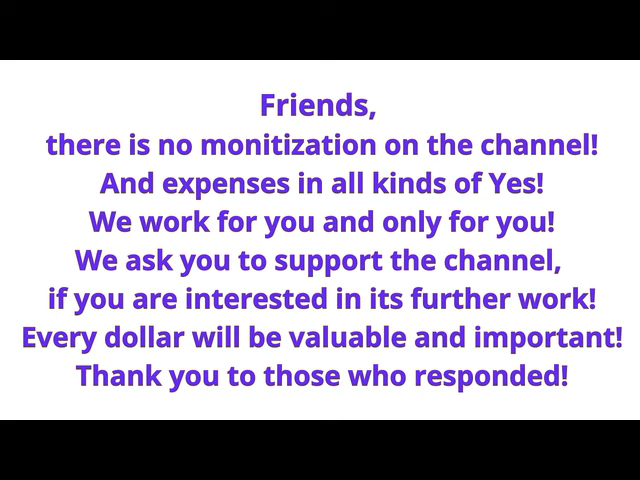 Friends,
there is no monitization on the channel!
And expenses in all kinds of Yes!
We work for you and only for you!
We ask you to support the channel,
if you are interested in its further work!
Every dollar will be valuable and important!
Thank you to those who responded!